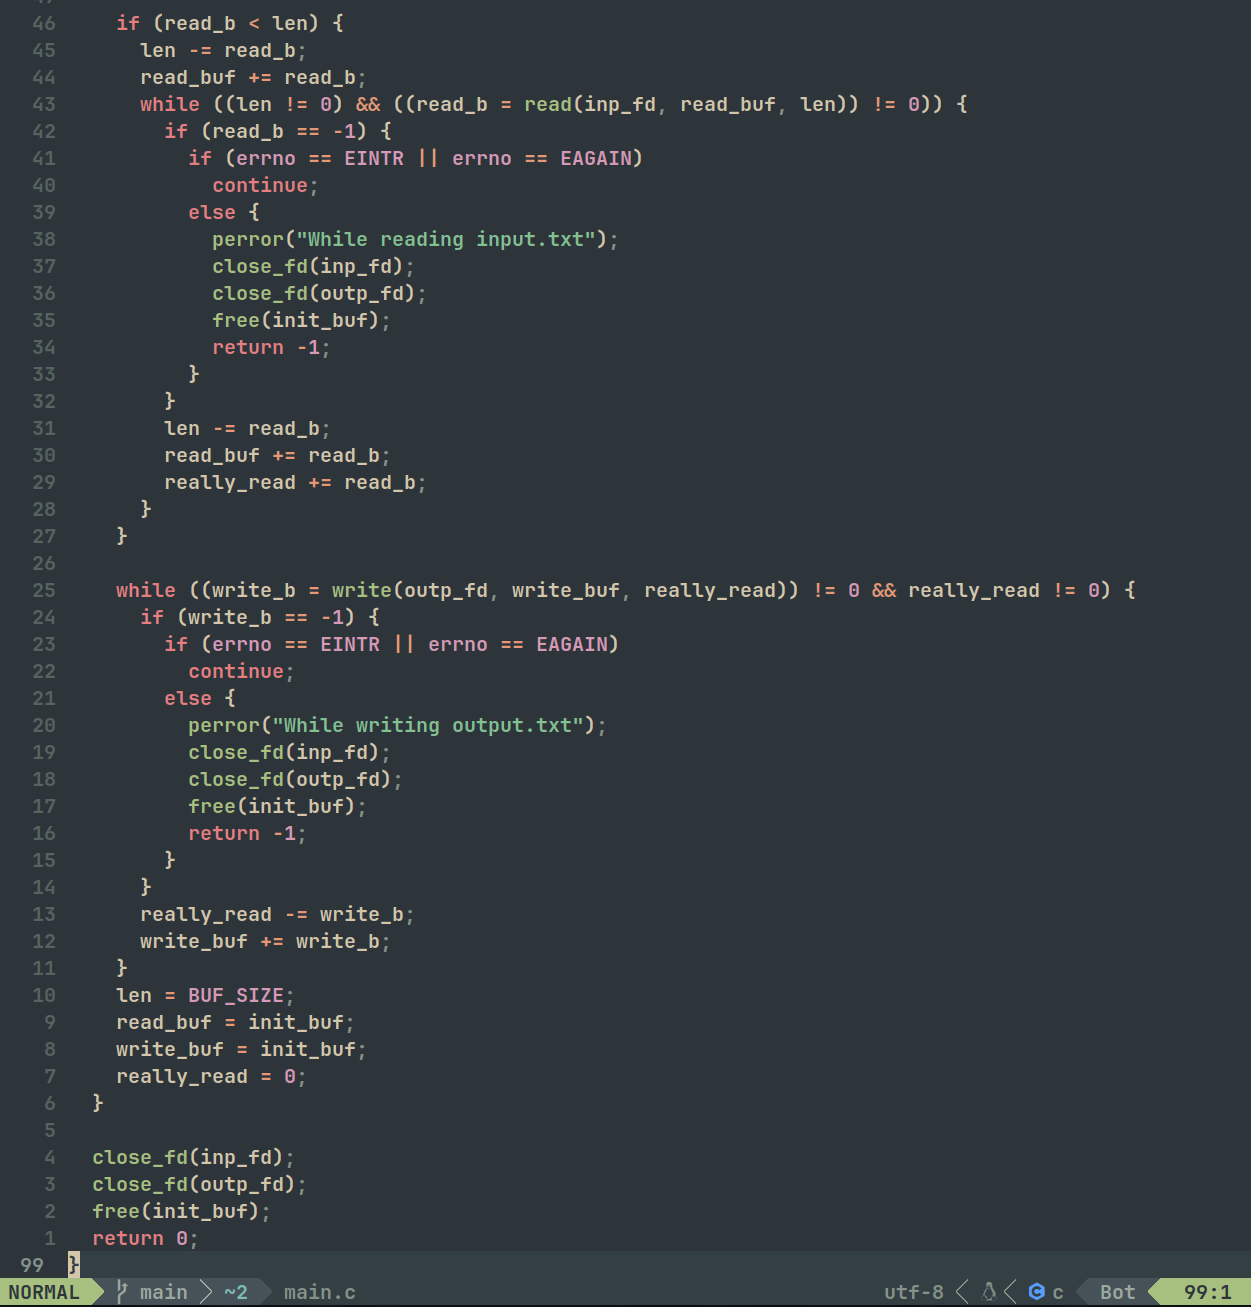 46 if (read_b < len) {
45 len -= read_b;
44 read_buf += read_b;
43 while ((len != 0) && ((read_b = read(inp_fd, read_buf, len)) != 0)) {
42 if (read_b == -1) {
41 if (errno == EINTR || errno == EAGAIN)
40 continue;
39 else {
38 perror("While reading input.txt");
37 close_fd(inp_fd);
36 close_fd(outp_fd);
35 free(init_buf);
34 return -1;
33 }
32 }
31 len -= read_b;
30 read_buf += read_b;
29 really_read += read_b;
28 }
27 }
26
25 while ((write_b = write(outp_fd, write_buf, really_read)) != 0 && really_read != 0) {
24 if (write_b == -1) {
23 if (errno == EINTR || errno == EAGAIN)
22 continue;
21 else {
20 perror("While writing output.txt");
19 close_fd(inp_fd);
18 close_fd(outp_fd);
17 free(init_buf);
16 return -1;
15 }
14 }
13 really_read -= write_b;
12 write_buf += write_b;
11 }
10 len = BUF_SIZE;
9 read_buf = init_buf;
8 write_buf = init_buf;
7 really_read = 0;
6 }
5
4 close_fd(inp_fd);
3 close_fd(outp_fd);
2 free(init_buf);
1 return 0;
99 }
NORMAL main ~2 main.c utf-8 c Bot 99:1